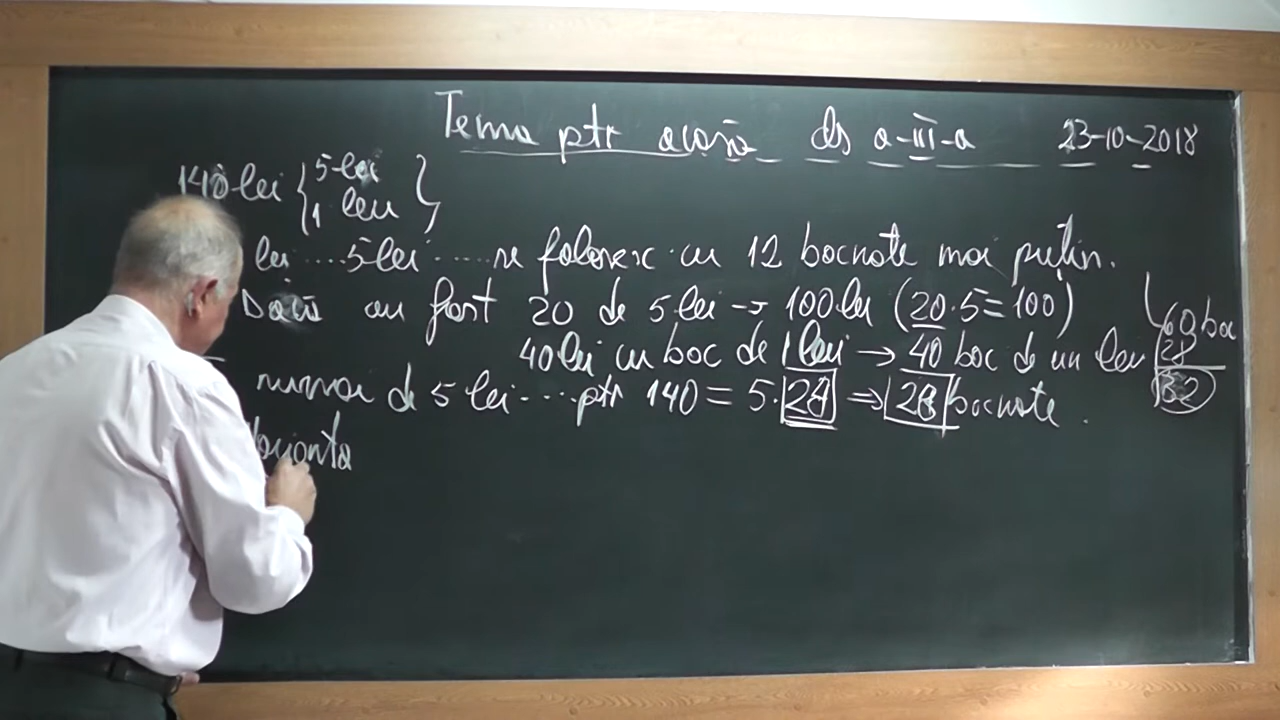 Tema ptr acasă cls a-III-a 23-10-2018
140 lei { 5-lei
1 leu }
lei ....5 lei ..... se folosesc cu 12 bacnote mai puțin.
Dacă au fost 20 de 5 lei → 100 lei (20·5=100)
60 bac
40 lei cu bac de 1 leu → 40 bac de un leu
28
32
numai de 5 lei....ptr 140 = 5·28 ⇒ 28 bacnote.